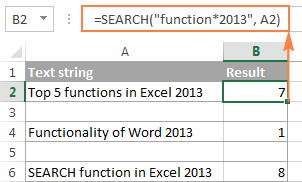 B2 =SEARCH("function*2013", A2)
A B
1 Text string Result
2 Top 5 functions in Excel 2013 7
3
4 Functionality of Word 2013 1
5
6 SEARCH function in Excel 2013 8